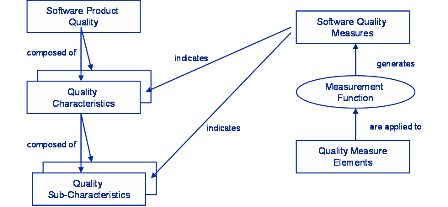 Software Product
Quality
composed of
Quality
Characteristics
composed of
Quality
Sub-Characteristics
indicates
indicates
Software Quality
Measures
generates
Measurement
Function
are applied to
Quality Measure
Elements